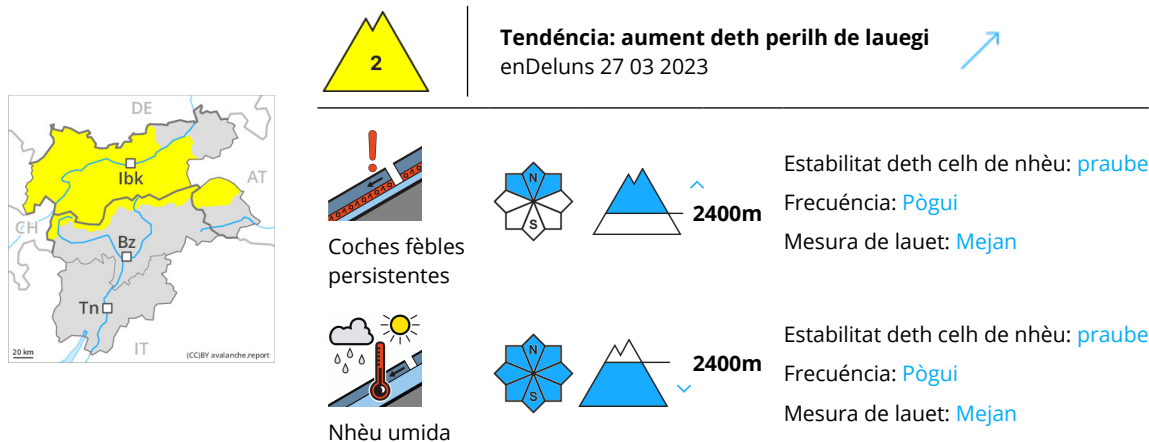 2
Tendéncia: aument deth perilh de lauegi
enDeluns 27 03 2023
DE
Ibk
AT
CH
Bz
Tn
IT
20 km
(CC)BY avalanche.report
Coches fèbles
persistentes
N
S
2400m
Estabilitat deth celh de nhèu: praube
Frecuéncia: Pògui
Mesura de lauet: Mejan
Nhèu umida
N
S
2400m
Estabilitat deth celh de nhèu: praube
Frecuéncia: Pògui
Mesura de lauet: Mejan